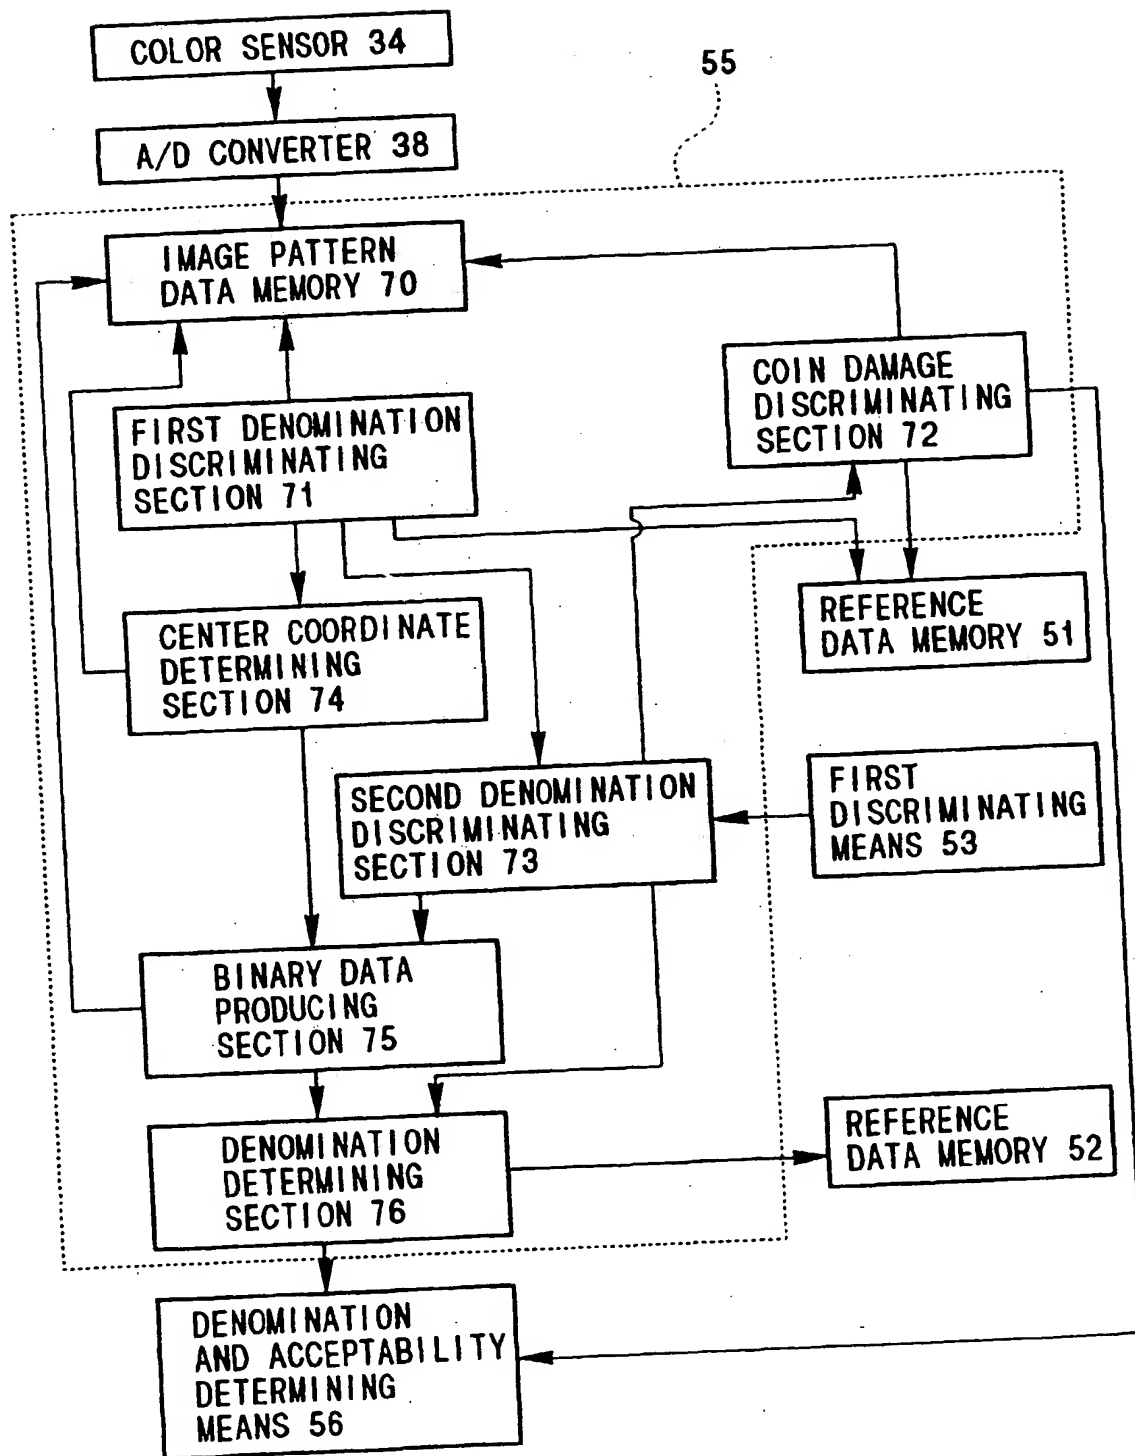 COLOR SENSOR 34
55
A/D CONVERTER 38
IMAGE PATTERN
DATA MEMORY 70
COIN DAMAGE
DISCRIMINATING
SECTION 72
FIRST DENOMINATION
DISCRIMINATING
SECTION 71
REFERENCE
DATA MEMORY 51
CENTER COORDINATE
DETERMINING
SECTION 74
FIRST
DISCRIMINATING
MEANS 53
SECOND DENOMINATION
DISCRIMINATING
SECTION 73
BINARY DATA
PRODUCING
SECTION 75
REFERENCE
DATA MEMORY 52
DENOMINATION
DETERMINING
SECTION 76
DENOMINATION
AND ACCEPTABILITY
DETERMINING
MEANS 56